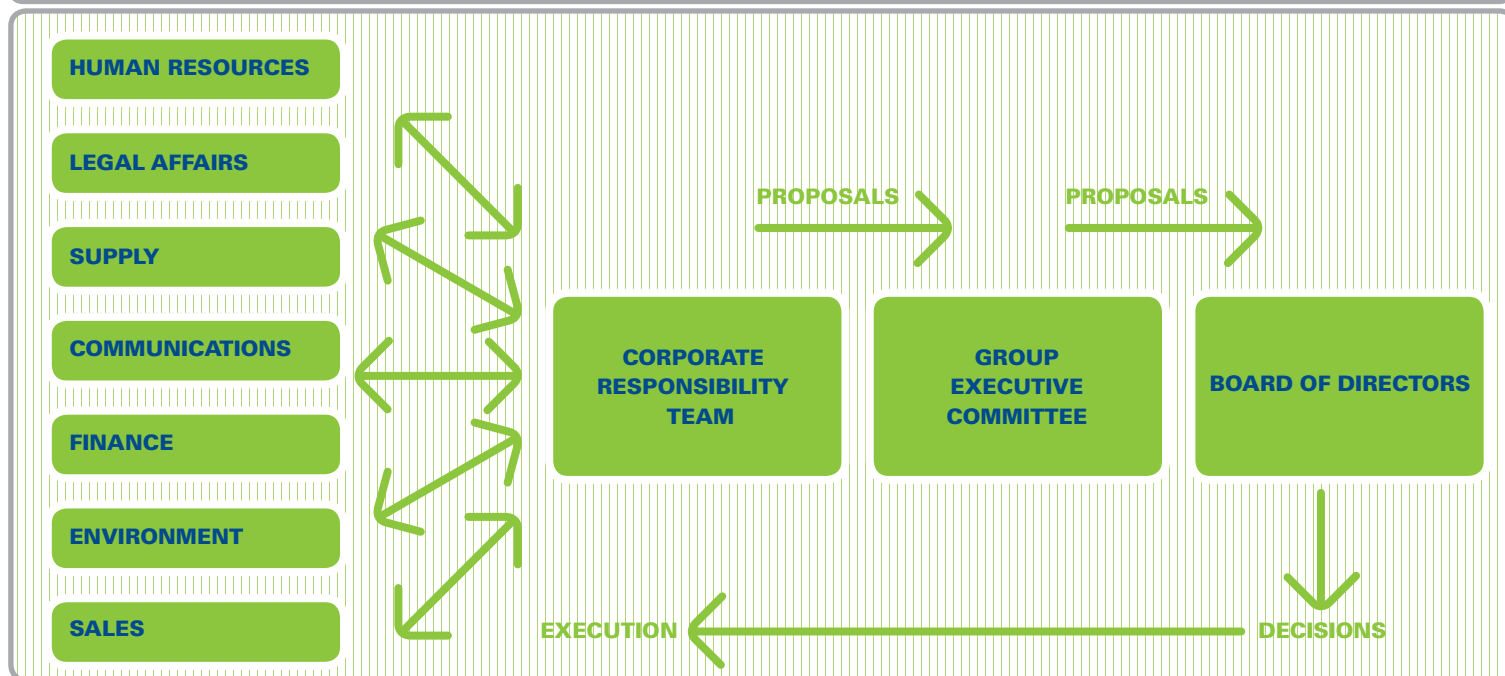 HUMAN RESOURCES
LEGAL AFFAIRS
SUPPLY
COMMUNICATIONS
FINANCE
ENVIRONMENT
SALES
PROPOSALS
PROPOSALS
CORPORATE
RESPONSIBILITY
TEAM
GROUP
EXECUTIVE
COMMITTEE
BOARD OF DIRECTORS
EXECUTION
DECISIONS